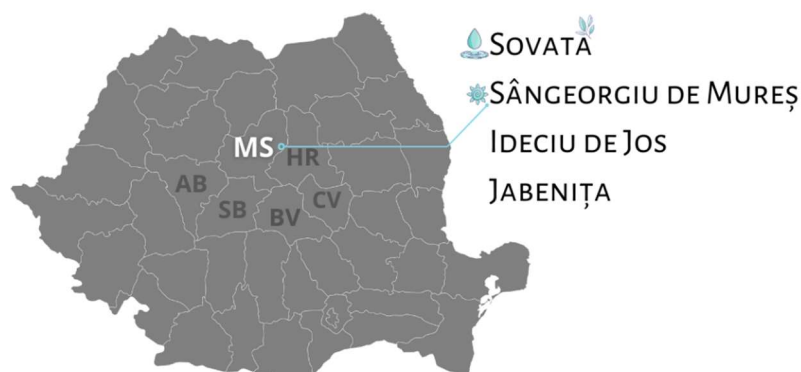 Sovata
Sângeorgiu de Mureș
Ideciu de Jos
Jabenița
MS
HR
AB
SB
BV
CV